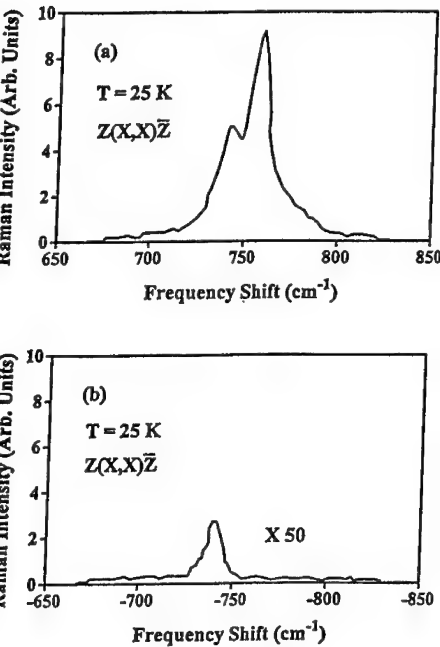 Raman Intensity (Arb. Units)
10
8
6
4
2
0
(a)
T = 25 K
Z(X,X)Z̄
650
700
750
800
850
Frequency Shift (cm⁻¹)
Raman Intensity (Arb. Units)
10
8
6
4
2
0
(b)
T = 25 K
Z(X,X)Z̄
X 50
-650
-700
-750
-800
-850
Frequency Shift (cm⁻¹)